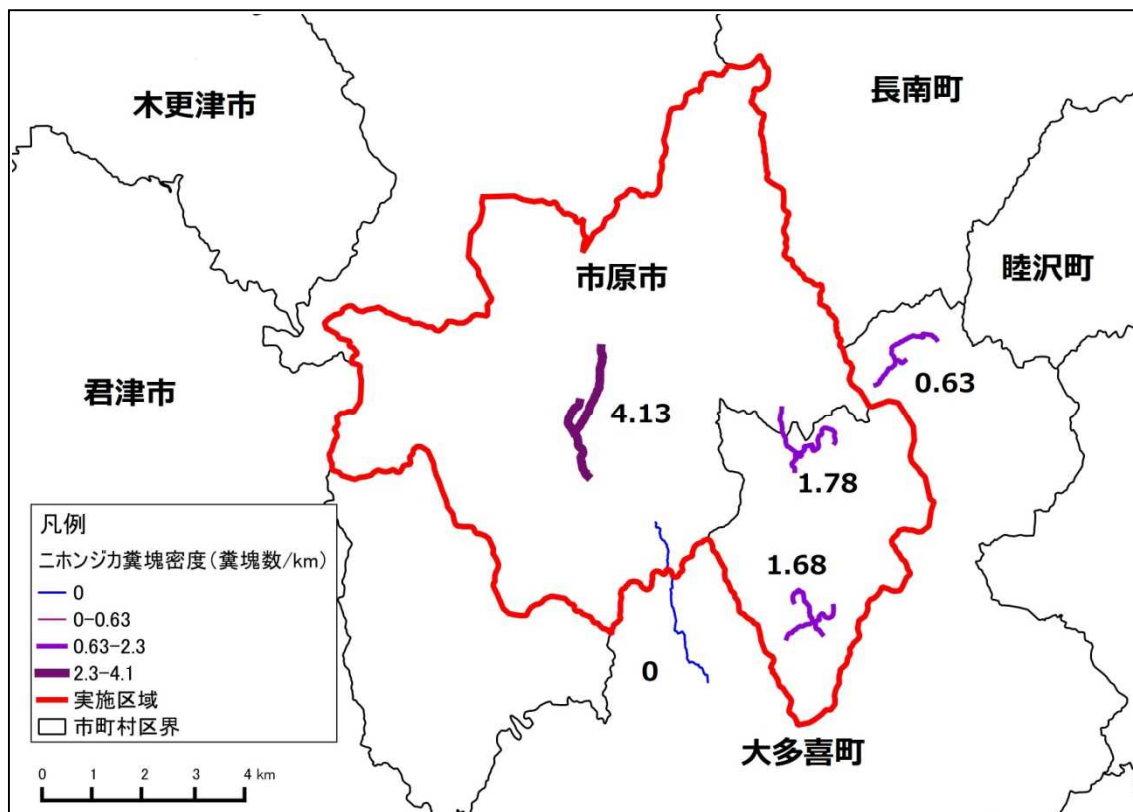 木更津市
長南町
市原市
睦沢町
君津市
0.63
4.13
1.78
1.68
0
大多喜町
凡例
ニホンジカ糞塊密度(糞塊数/km)
0
0-0.63
0.63-2.3
2.3-4.1
実施区域
市町村区界
0 1 2 3 4 km